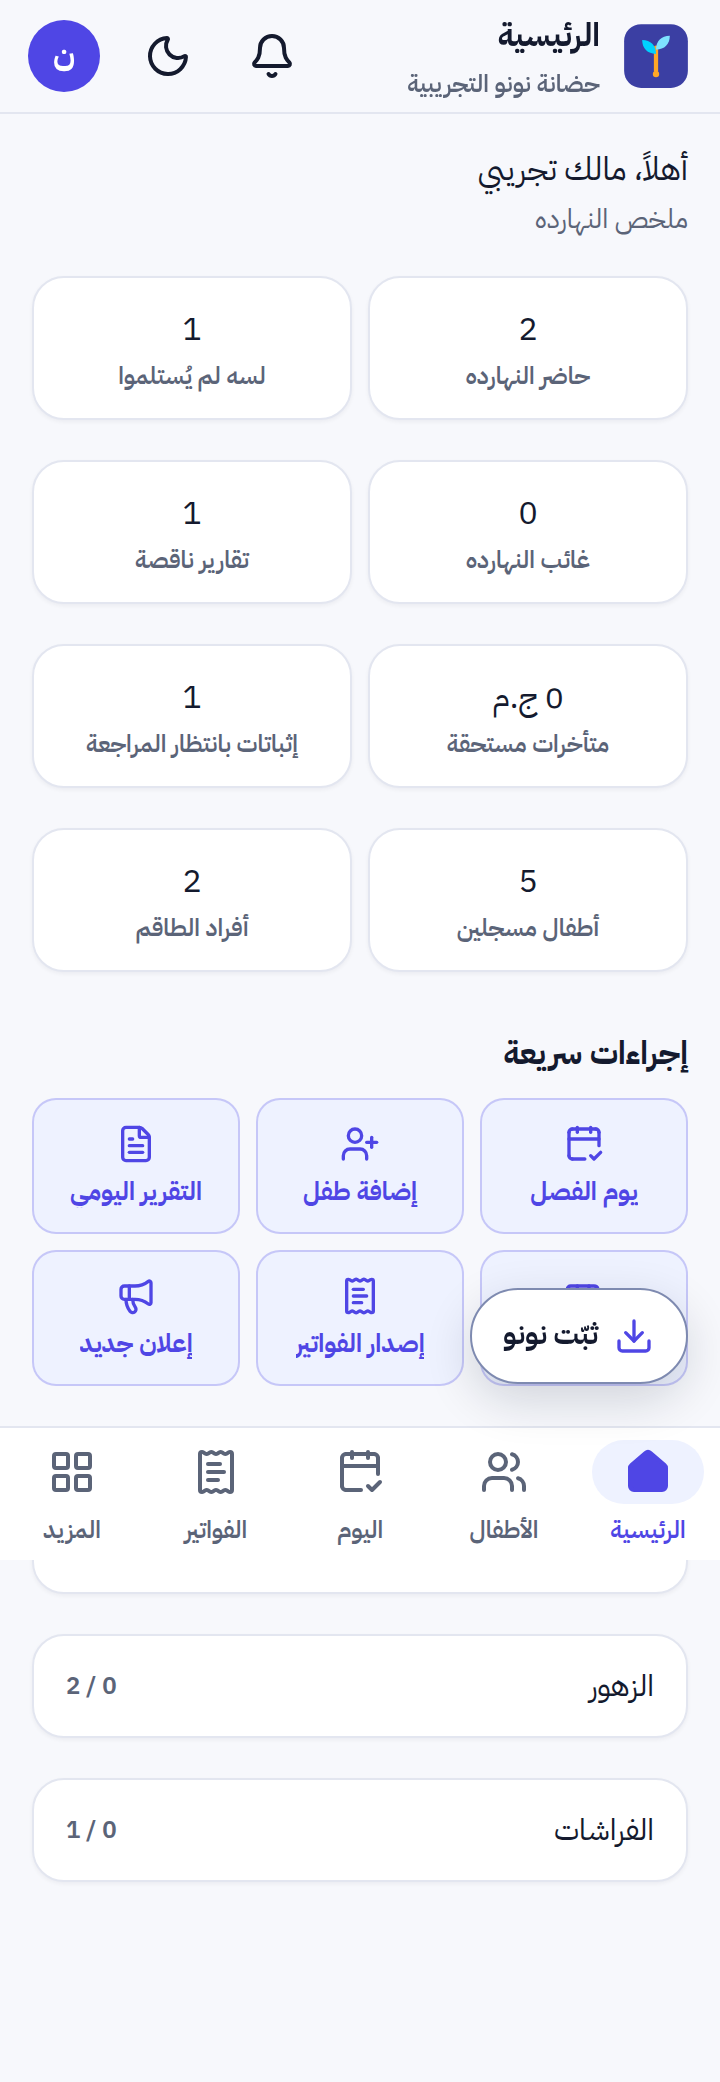 الرئيسية
حضانة نونو التجريبية
ن
أهلاً، مالك تجريبي
ملخص النهارده
2
حاضر النهارده
1
لسه لم يُستلموا
0
غائب النهارده
1
تقارير ناقصة
0 ج.م
متأخرات مستحقة
1
إثباتات بانتظار المراجعة
5
أطفال مسجلين
2
أفراد الطاقم
إجراءات سريعة
يوم الفصل
إضافة طفل
التقرير اليومى
ثبّت نونو
إصدار الفواتير
إعلان جديد
الرئيسية
الأطفال
اليوم
الفواتير
المزيد
الزهور
2 / 0
الفراشات
1 / 0